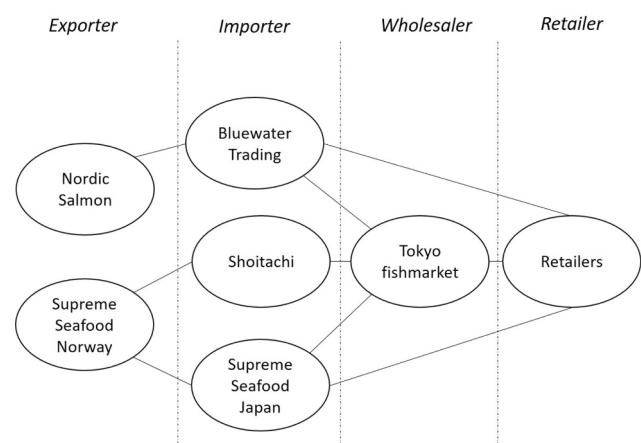 Exporter
Importer
Wholesaler
Retailer
Bluewater
Trading
Nordic
Salmon
Shoitachi
Tokyo
fishmarket
Retailers
Supreme
Seafood
Norway
Supreme
Seafood
Japan